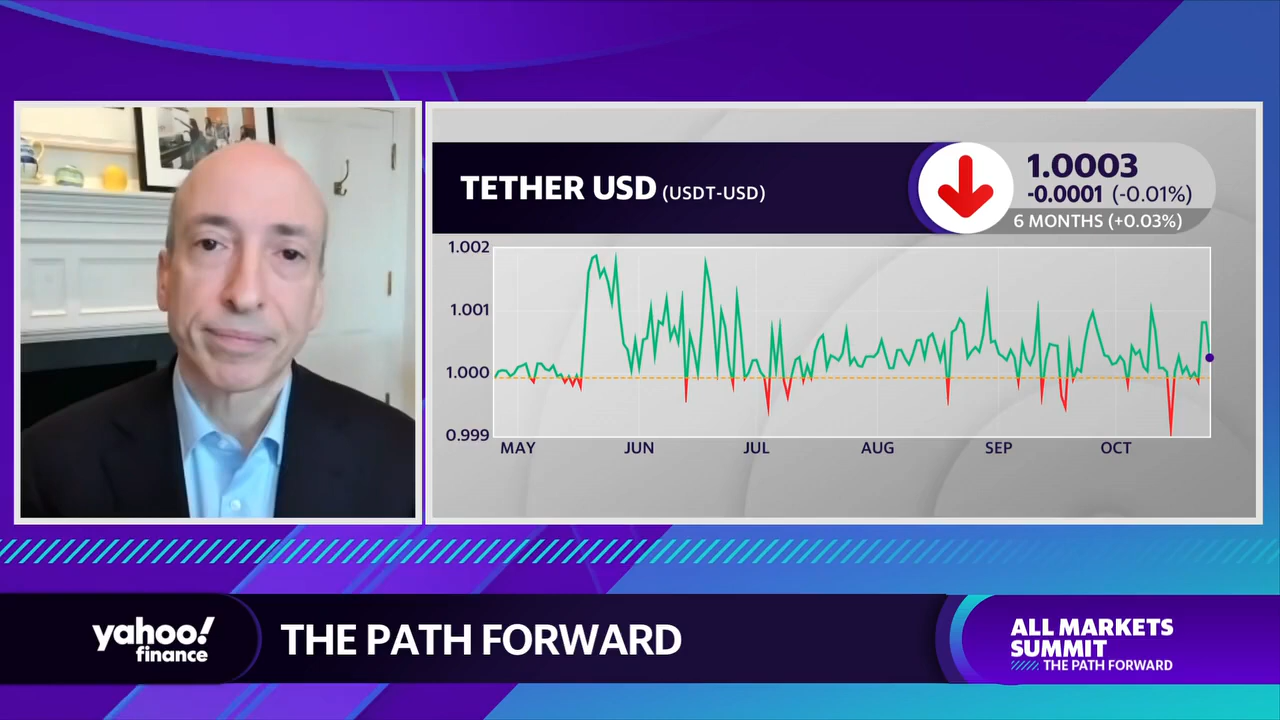 TETHER USD (USDT-USD)
1.0003
-0.0001 (-0.01%)
6 MONTHS (+0.03%)
1.002
1.001
1.000
0.999
MAY JUN JUL AUG SEP OCT
yahoo!
finance
THE PATH FORWARD
ALL MARKETS
SUMMIT
THE PATH FORWARD